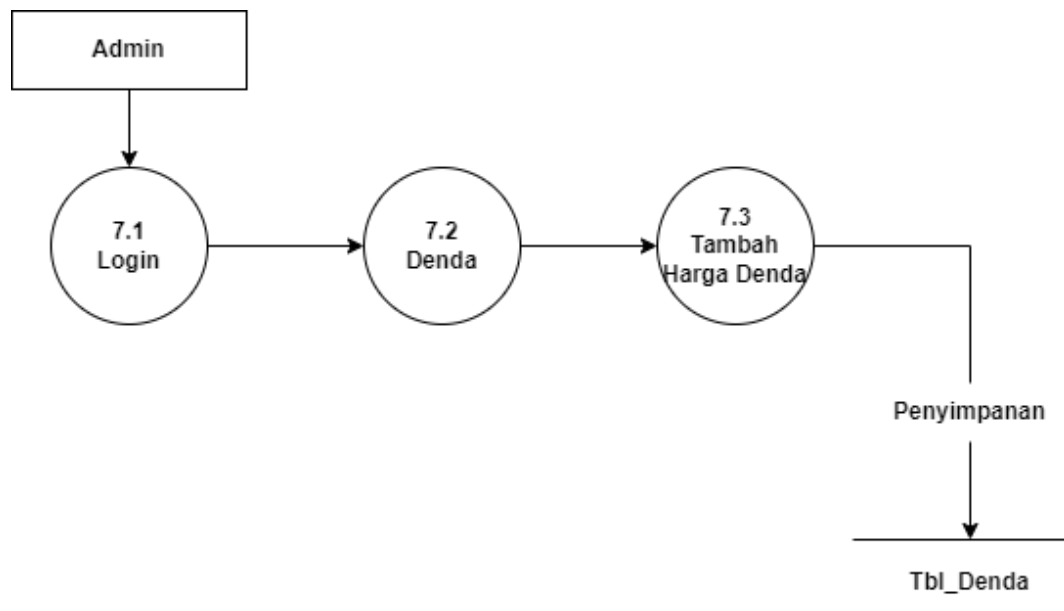 Admin
7.1
Login
7.2
Denda
7.3
Tambah
Harga Denda
Penyimpanan
Tbl_Denda